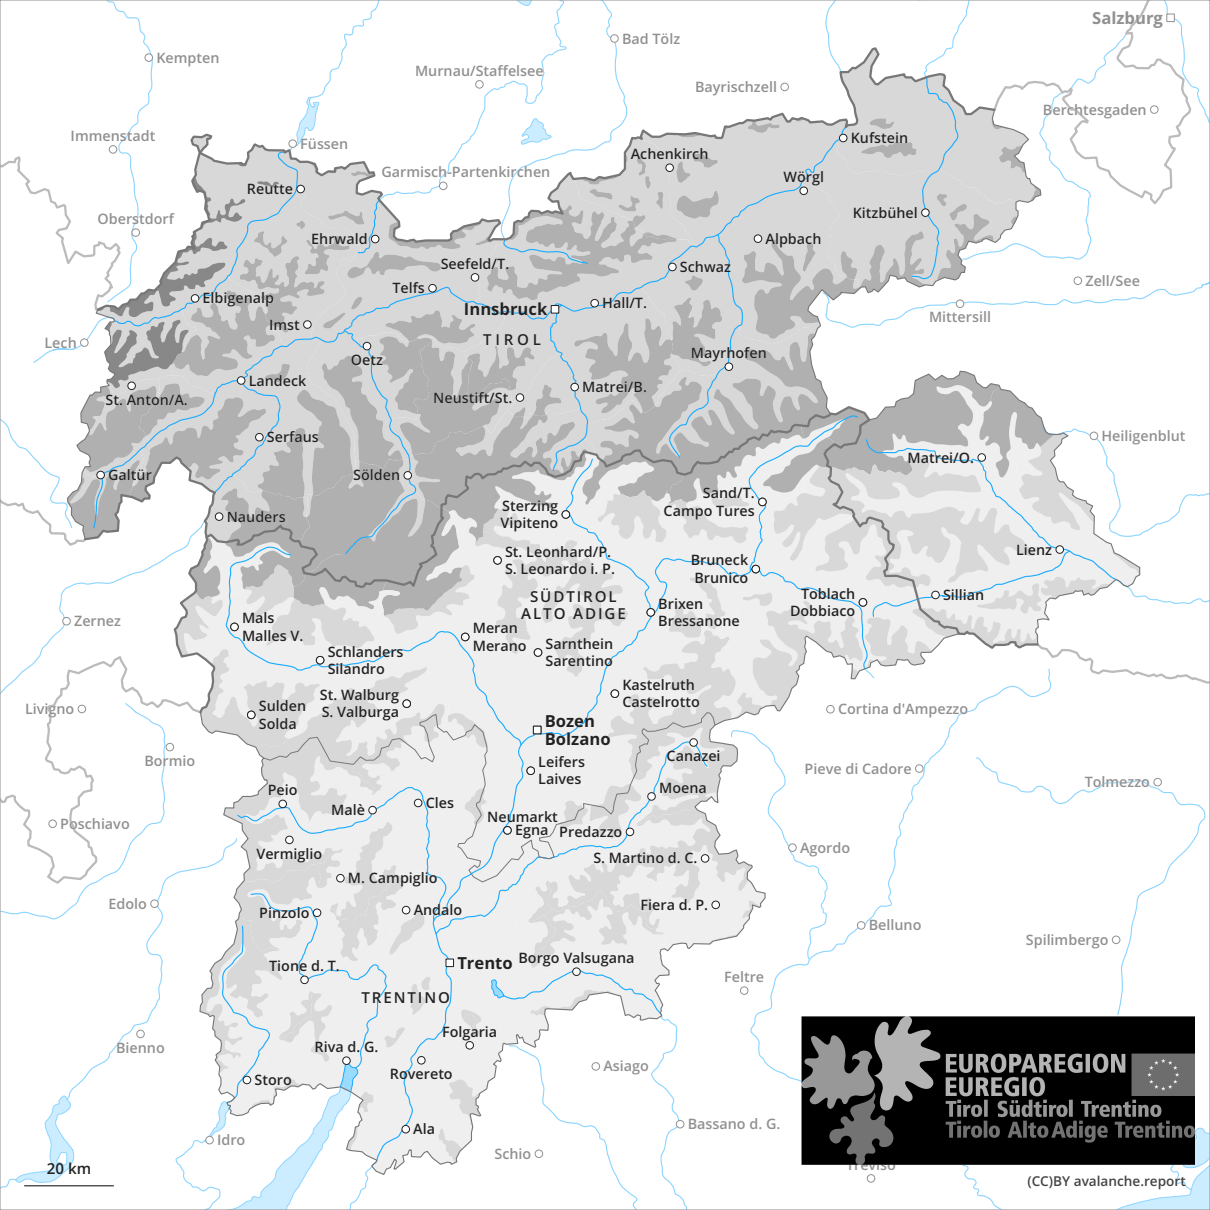 Salzburg
Bad Tölz
Kempten
Murnau/Staffelsee
Bayrischzell
Berchtesgaden
Immenstadt
Füssen
Kufstein
Achenkirch
Garmisch-Partenkirchen
Wörgl
Reutte
Oberstdorf
Kitzbühel
Ehrwald
Alpbach
Seefeld/T.
Schwaz
Zell/See
Telfs
Elbigenalp
Hall/T.
Innsbruck
Mittersill
Imst
TIROL
Lech
Oetz
Mayrhofen
Landeck
Matrei/B.
St. Anton/A.
Neustift/St.
Serfaus
Heiligenblut
Matrei/O.
Galtür
Sölden
Sand/T.
Campo Tures
Sterzing
Vipiteno
Nauders
St. Leonhard/P.
S. Leonardo i. P.
Lienz
Bruneck
Brunico
SÜDTIROL
ALTO ADIGE
Toblach
Dobbiaco
Sillian
Brixen
Bressanone
Zernez
Mals
Malles V.
Meran
Merano
Sarnthein
Sarentino
Schlanders
Silandro
Kastelruth
Castelrotto
St. Walburg
S. Valburga
Livigno
Sulden
Solda
Cortina d'Ampezzo
Bozen
Bolzano
Bormio
Canazei
Leifers
Laives
Pieve di Cadore
Tolmezzo
Peio
Moena
Malè
Cles
Neumarkt
Egna
Predazzo
Poschiavo
Vermiglio
S. Martino d. C.
Agordo
M. Campiglio
Edolo
Pinzolo
Andalo
Fiera d. P.
Belluno
Spilimbergo
Trento
Borgo Valsugana
Tione d. T.
Feltre
TRENTINO
Folgaria
Bienno
Riva d. G.
Rovereto
Asiago
Storo
EUROPAREGION
EUREGIO
Tirol Südtirol Trentino
Tirolo Alto Adige Trentino
Ala
Bassano d. G.
Idro
Schio
Treviso
20 km
(CC)BY avalanche.report